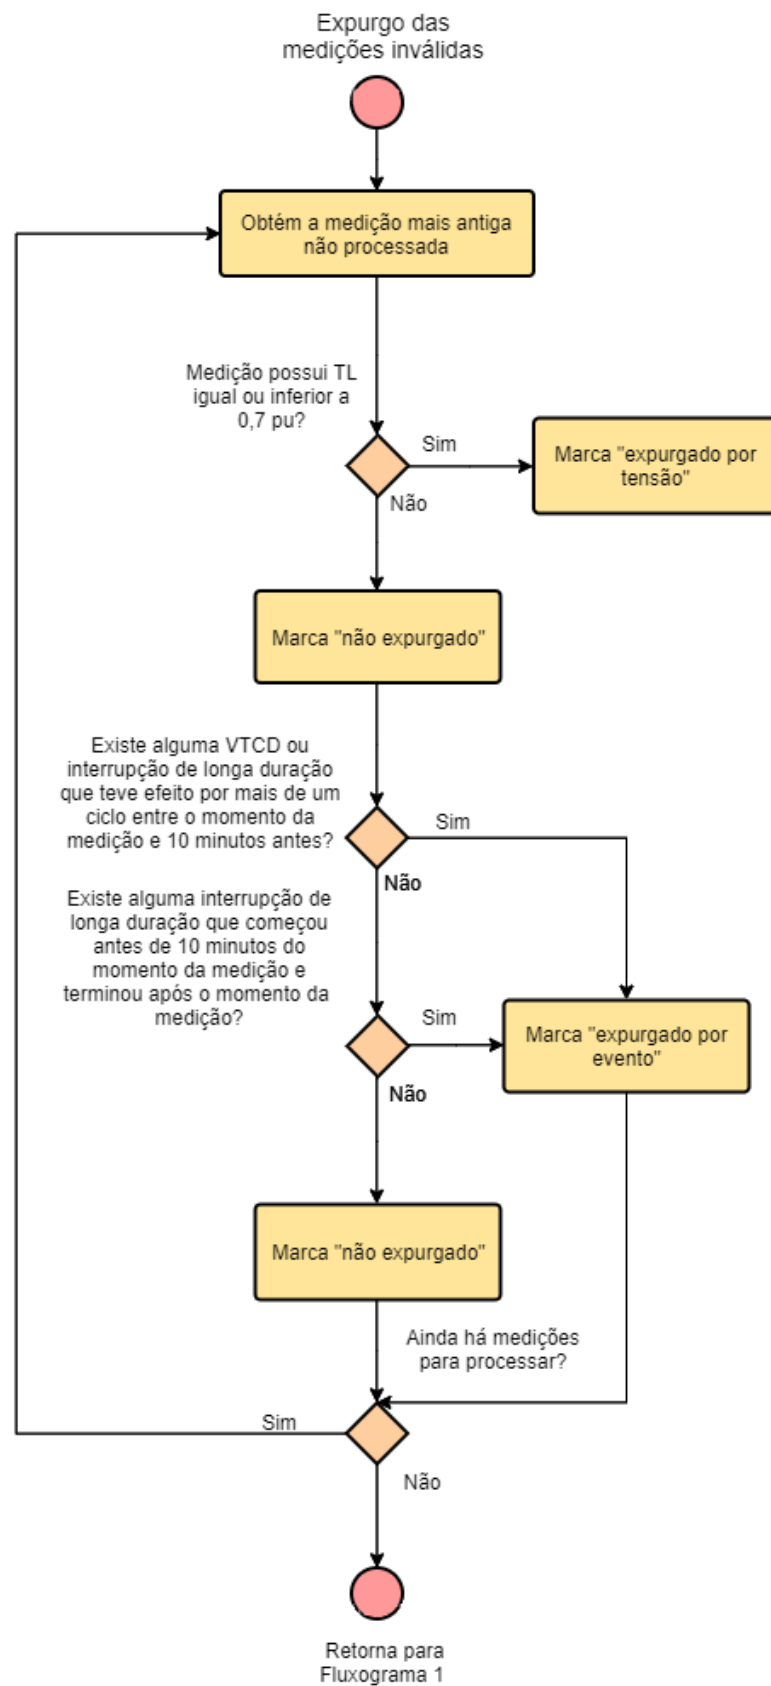 Expurgo das
medições inválidas
Obtém a medição mais antiga
não processada
Medição possui TL
igual ou inferior a
0,7 pu?
Sim
Marca "expurgado por
tensão"
Não
Marca "não expurgado"
Existe alguma VTCD ou
interrupção de longa duração
que teve efeito por mais de um
ciclo entre o momento da
medição e 10 minutos antes?
Sim
Não
Existe alguma interrupção de
longa duração que começou
antes de 10 minutos do
momento da medição e
terminou após o momento da
medição?
Sim
Marca "expurgado por
evento"
Não
Marca "não expurgado"
Ainda há medições
para processar?
Sim
Não
Retorna para
Fluxograma 1